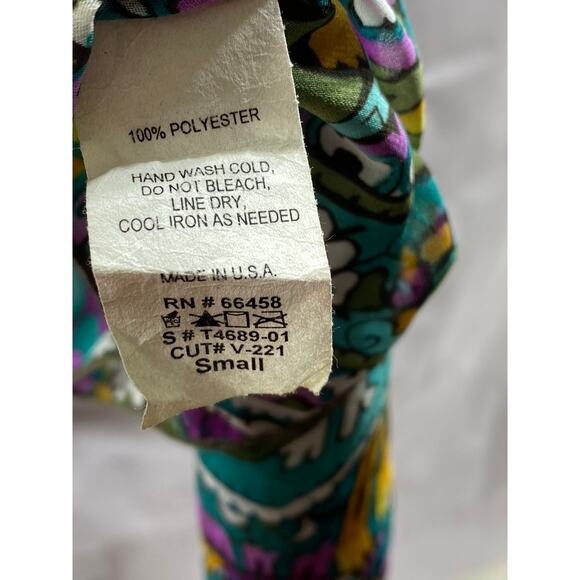 100% POLYESTER
HAND WASH COLD,
DO NOT BLEACH,
LINE DRY,
COOL IRON AS NEEDED
MADE IN U.S.A.
RN # 66458
S # T4689-01
CUT# V-221
Small